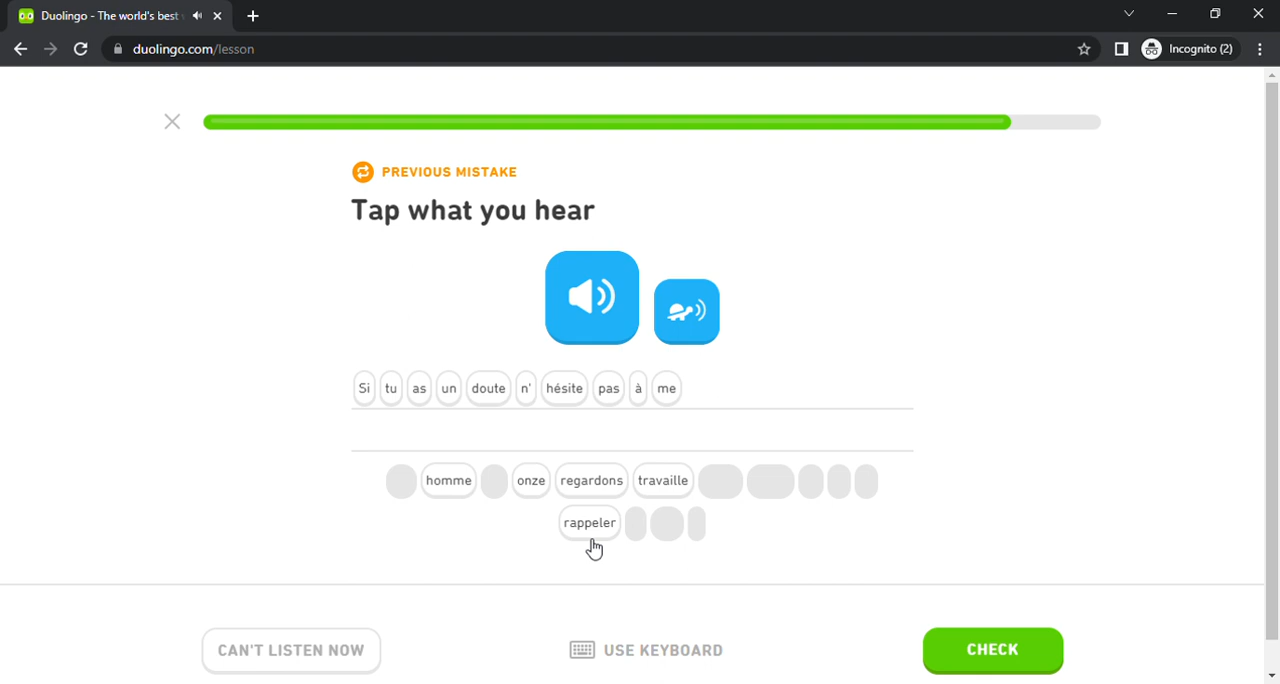 Duolingo - The world's best
duolingo.com/lesson
Incognito (2)
PREVIOUS MISTAKE
Tap what you hear
Si tu as un doute n' hésite pas à me
homme onze regardons travaille
rappeler
CAN'T LISTEN NOW
USE KEYBOARD
CHECK